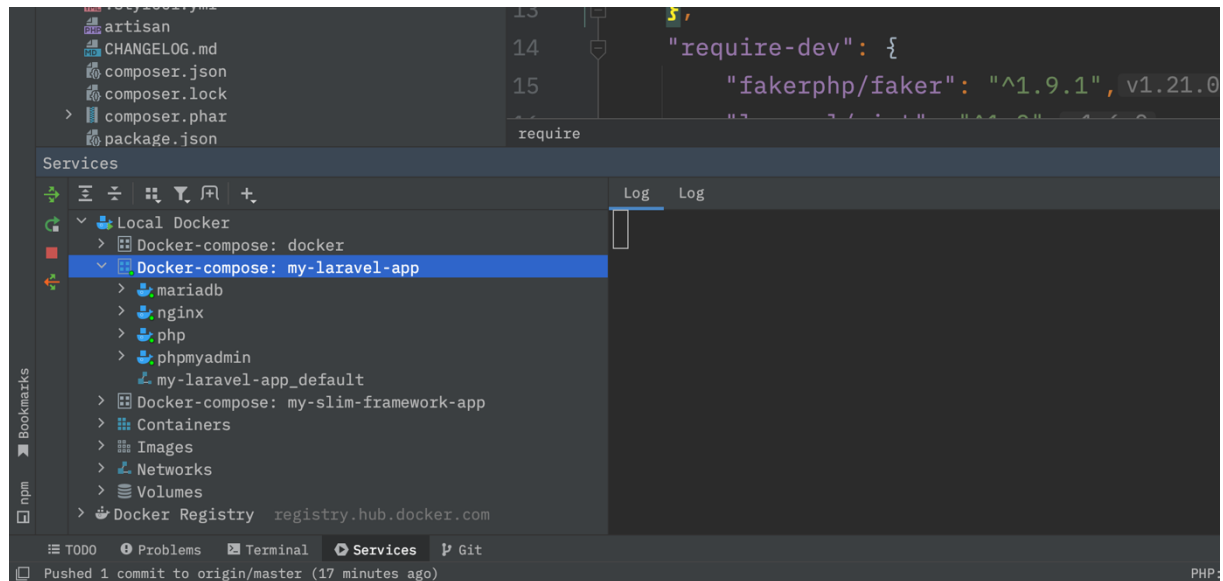 artisan
CHANGELOG.md
composer.json
composer.lock
composer.phar
package.json
13 },
14 "require-dev": {
15 "fakerphp/faker": "^1.9.1", v1.21.0
require
Services
Log Log
Local Docker
Docker-compose: docker
Docker-compose: my-laravel-app
mariadb
nginx
php
phpmyadmin
my-laravel-app_default
Docker-compose: my-slim-framework-app
Containers
Images
Networks
Volumes
Docker Registry registry.hub.docker.com
Bookmarks
npm
TODO Problems Terminal Services Git
Pushed 1 commit to origin/master (17 minutes ago) PHP: